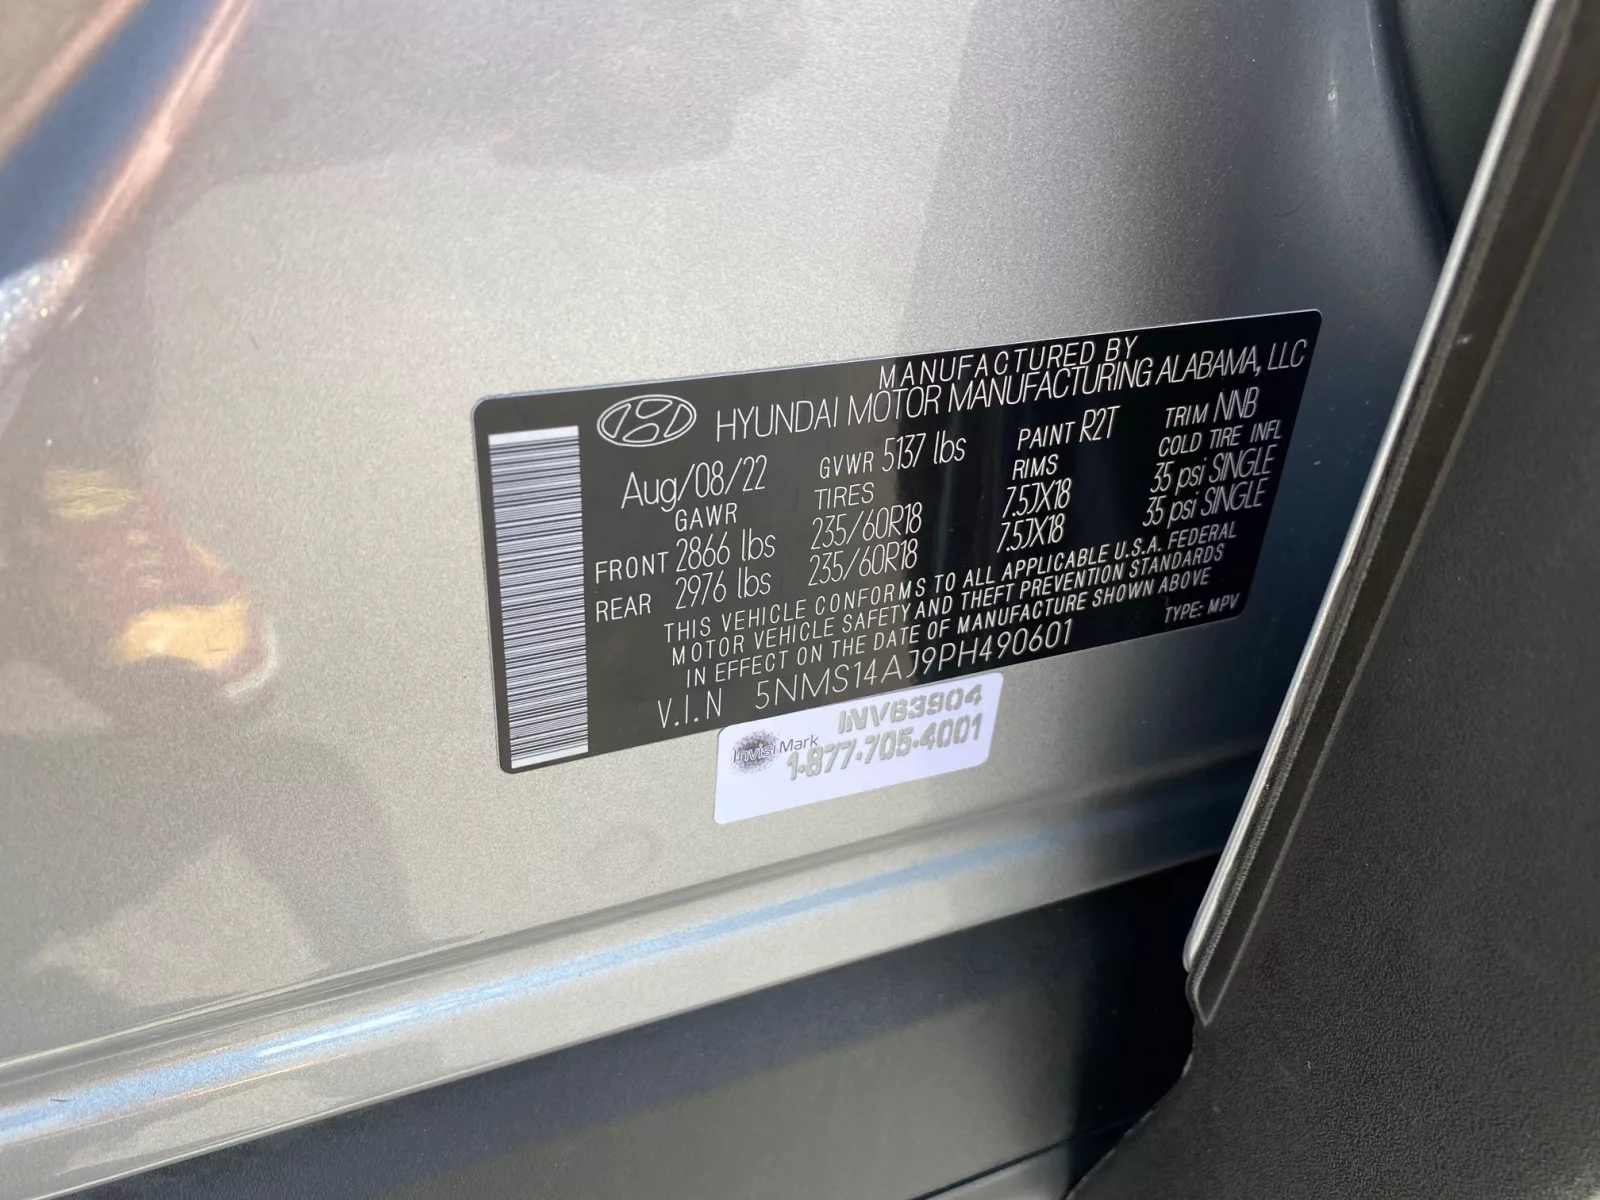 MANUFACTURED BY
HYUNDAI MOTOR MANUFACTURING ALABAMA, LLC
Aug/08/22 GVWR 5137 lbs PAINT R2T TRIM NNB
GAWR TIRES RIMS COLD TIRE INFL
FRONT 2866 lbs 235/60R18 7.5JX18 35 psi SINGLE
REAR 2976 lbs 235/60R18 7.5JX18 35 psi SINGLE
THIS VEHICLE CONFORMS TO ALL APPLICABLE U.S.A. FEDERAL
MOTOR VEHICLE SAFETY AND THEFT PREVENTION STANDARDS
IN EFFECT ON THE DATE OF MANUFACTURE SHOWN ABOVE
V.I.N 5NMS14AJ9PH490601 TYPE: MPV
INV63904
InvisiMark 1-877-705-4001